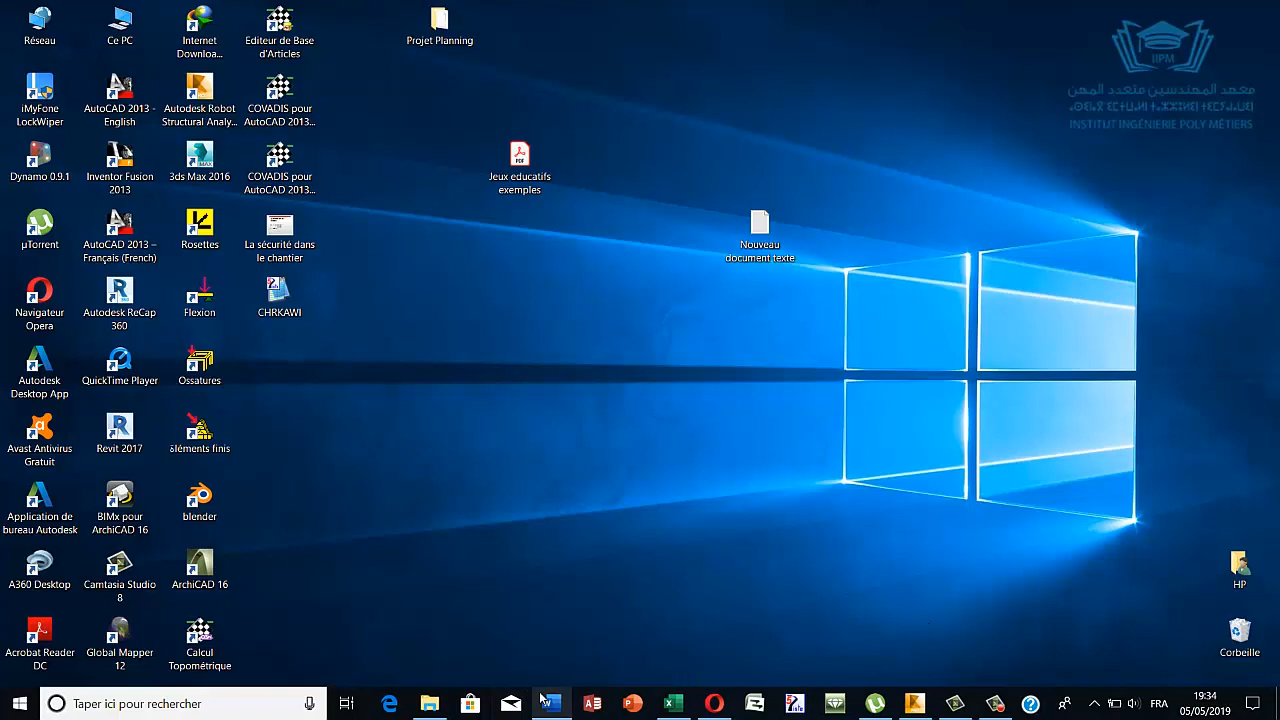 Réseau
Ce PC
Internet
Downloa...
Editeur de Base
d'Articles
Projet Planning
IIPM
معهد المهندسين متعدد المهن
INSTITUT INGÉNIERIE POLY MÉTIERS
iMyFone
LockWiper
AutoCAD 2013 -
English
Autodesk Robot
Structural Analy...
COVADIS pour
AutoCAD 2013...
Dynamo 0.9.1
Inventor Fusion
2013
3ds Max 2016
COVADIS pour
AutoCAD 2013...
PDF
Jeux educatifs
exemples
µTorrent
AutoCAD 2013 –
Français (French)
Rosettes
La sécurité dans
le chantier
Nouveau
document texte
Navigateur
Opera
Autodesk ReCap
360
Flexion
CHRKAWI
Autodesk
Desktop App
QuickTime Player
Ossatures
Avast Antivirus
Gratuit
Revit 2017
Eléments finis
Application de
bureau Autodesk
BIMx pour
ArchiCAD 16
blender
A360 Desktop
Camtasia Studio
8
ArchiCAD 16
HP
Acrobat Reader
DC
Global Mapper
12
Calcul
Topométrique
Corbeille
Taper ici pour rechercher
FRA
19:34
05/05/2019